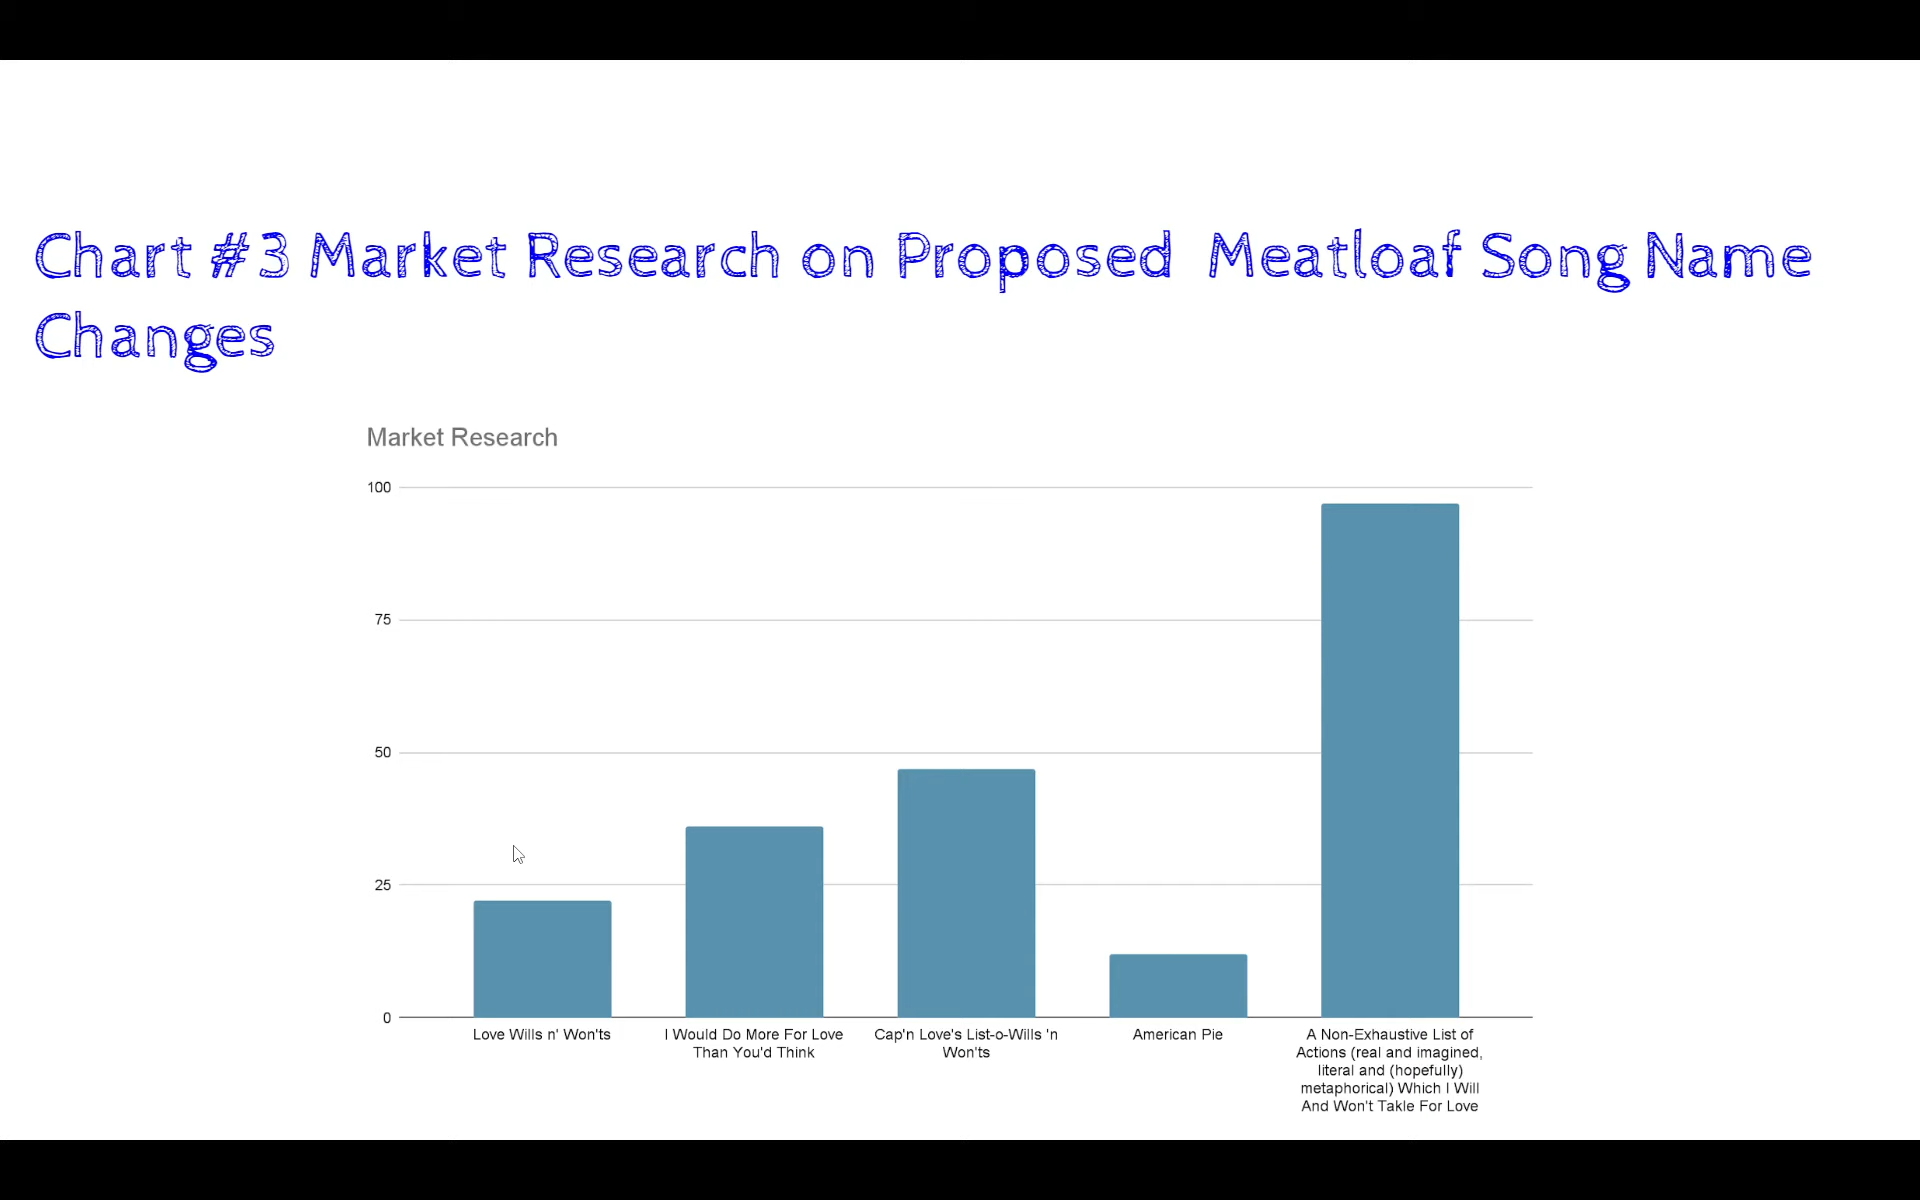 Chart #3 Market Research on Proposed Meatloaf Song Name
Changes
Market Research
100
75
50
25
0
Love Wills n' Won'ts
I Would Do More For Love
Than You'd Think
Cap'n Love's List-o-Wills 'n
Won'ts
American Pie
A Non-Exhaustive List of
Actions (real and imagined,
literal and (hopefully)
metaphorical) Which I Will
And Won't Takle For Love